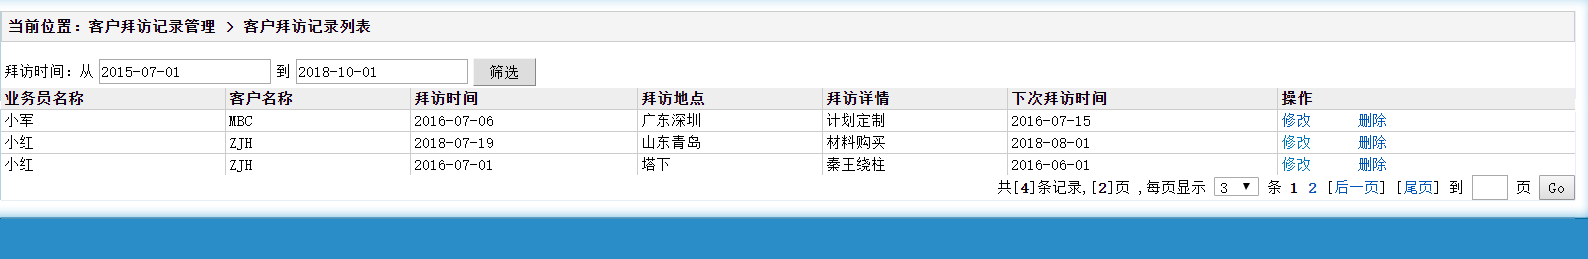 当前位置：客户拜访记录管理 > 客户拜访记录列表
拜访时间：从 2015-07-01 到 2018-10-01 筛选
业务员名称 客户名称 拜访时间 拜访地点 拜访详情 下次拜访时间 操作
小军 MBC 2016-07-06 广东深圳 计划定制 2016-07-15 修改 删除
小红 ZJH 2018-07-19 山东青岛 材料购买 2018-08-01 修改 删除
小红 ZJH 2016-07-01 塔下 秦王绕柱 2016-06-01 修改 删除
共[4]条记录,[2]页 ,每页显示 3 条 1 2 [后一页] [尾页] 到 页 Go